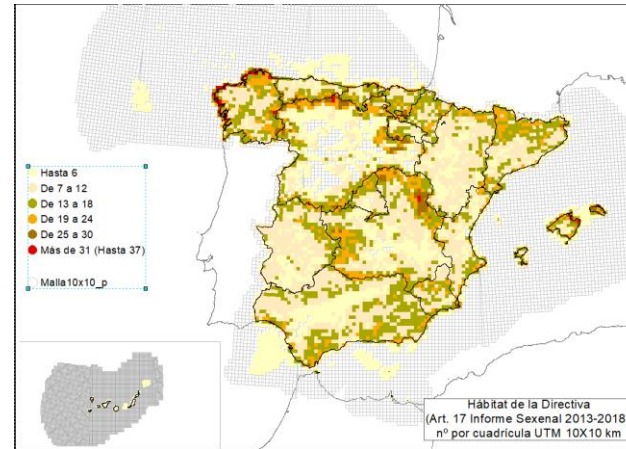 Hasta 6
De 7 a 12
De 13 a 18
De 19 a 24
De 25 a 30
Más de 31 (Hasta 37)
Malla10x10_p
Hábitat de la Directiva
(Art. 17 Informe Sexenal 2013-2018
nº por cuadrícula UTM 10X10 km